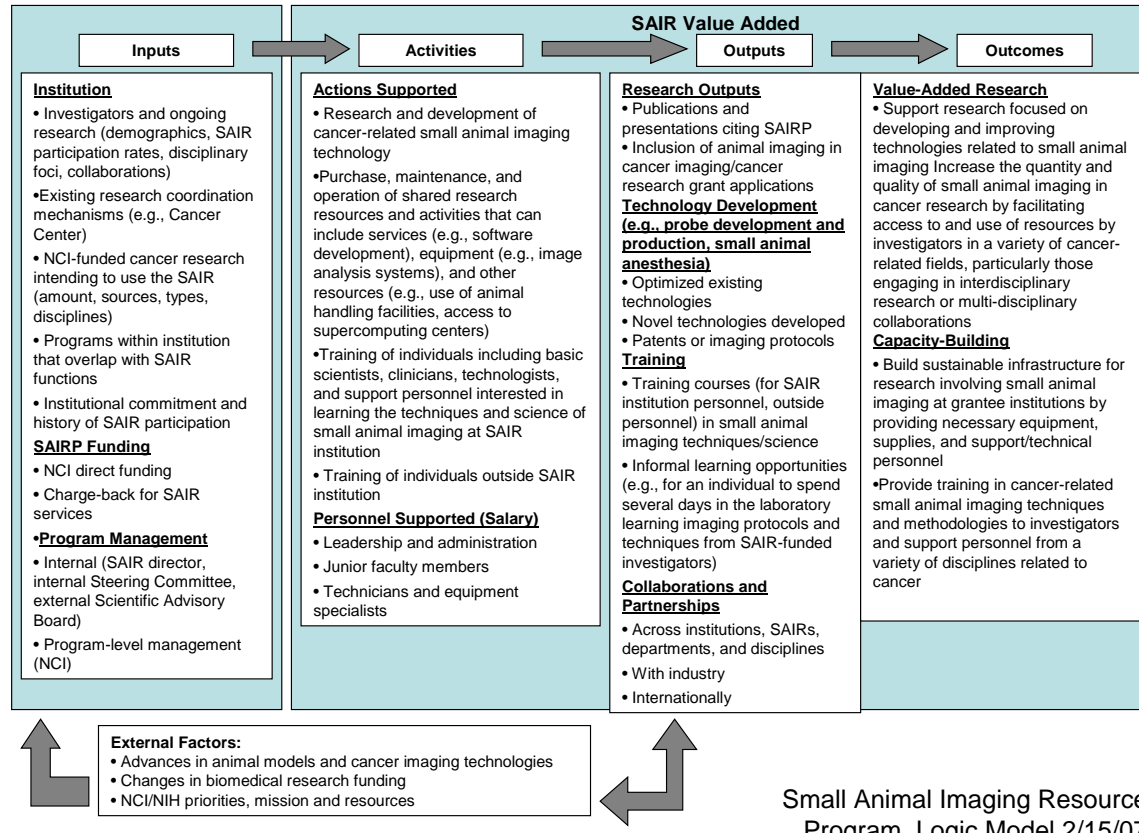 SAIR Value Added
Inputs
Activities
Outputs
Outcomes
Institution
• Investigators and ongoing
research (demographics, SAIR
participation rates, disciplinary
foci, collaborations)
•Existing research coordination
mechanisms (e.g., Cancer
Center)
• NCI-funded cancer research
intending to use the SAIR
(amount, sources, types,
disciplines)
• Programs within institution
that overlap with SAIR
functions
• Institutional commitment and
history of SAIR participation
SAIRP Funding
• NCI direct funding
• Charge-back for SAIR
services
•Program Management
• Internal (SAIR director,
internal Steering Committee,
external Scientific Advisory
Board)
• Program-level management
(NCI)
Actions Supported
• Research and development of
cancer-related small animal imaging
technology
•Purchase, maintenance, and
operation of shared research
resources and activities that can
include services (e.g., software
development), equipment (e.g., image
analysis systems), and other
resources (e.g., use of animal
handling facilities, access to
supercomputing centers)
•Training of individuals including basic
scientists, clinicians, technologists,
and support personnel interested in
learning the techniques and science of
small animal imaging at SAIR
institution
• Training of individuals outside SAIR
institution
Personnel Supported (Salary)
• Leadership and administration
• Junior faculty members
• Technicians and equipment
specialists
Research Outputs
• Publications and
presentations citing SAIRP
• Inclusion of animal imaging in
cancer imaging/cancer
research grant applications
Technology Development
(e.g., probe development and
production, small animal
anesthesia)
• Optimized existing
technologies
• Novel technologies developed
• Patents or imaging protocols
Training
• Training courses (for SAIR
institution personnel, outside
personnel) in small animal
imaging techniques/science
• Informal learning opportunities
(e.g., for an individual to spend
several days in the laboratory
learning imaging protocols and
techniques from SAIR-funded
investigators)
Collaborations and
Partnerships
• Across institutions, SAIRs,
departments, and disciplines
• With industry
• Internationally
Value-Added Research
• Support research focused on
developing and improving
technologies related to small animal
imaging Increase the quantity and
quality of small animal imaging in
cancer research by facilitating
access to and use of resources by
investigators in a variety of cancer-
related fields, particularly those
engaging in interdisciplinary
research or multi-disciplinary
collaborations
Capacity-Building
• Build sustainable infrastructure for
research involving small animal
imaging at grantee institutions by
providing necessary equipment,
supplies, and support/technical
personnel
•Provide training in cancer-related
small animal imaging techniques
and methodologies to investigators
and support personnel from a
variety of disciplines related to
cancer
External Factors:
• Advances in animal models and cancer imaging technologies
• Changes in biomedical research funding
• NCI/NIH priorities, mission and resources
Small Animal Imaging Resource
Program Logic Model 2/15/07